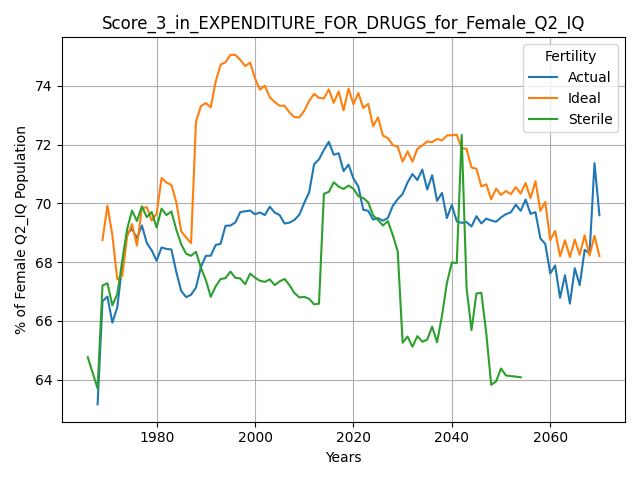 Score_3_in_EXPENDITURE_FOR_DRUGS_for_Female_Q2_IQ
Fertility
Actual
Ideal
Sterile
% of Female Q2_IQ Population
74
72
70
68
66
64
1980
2000
2020
2040
2060
Years